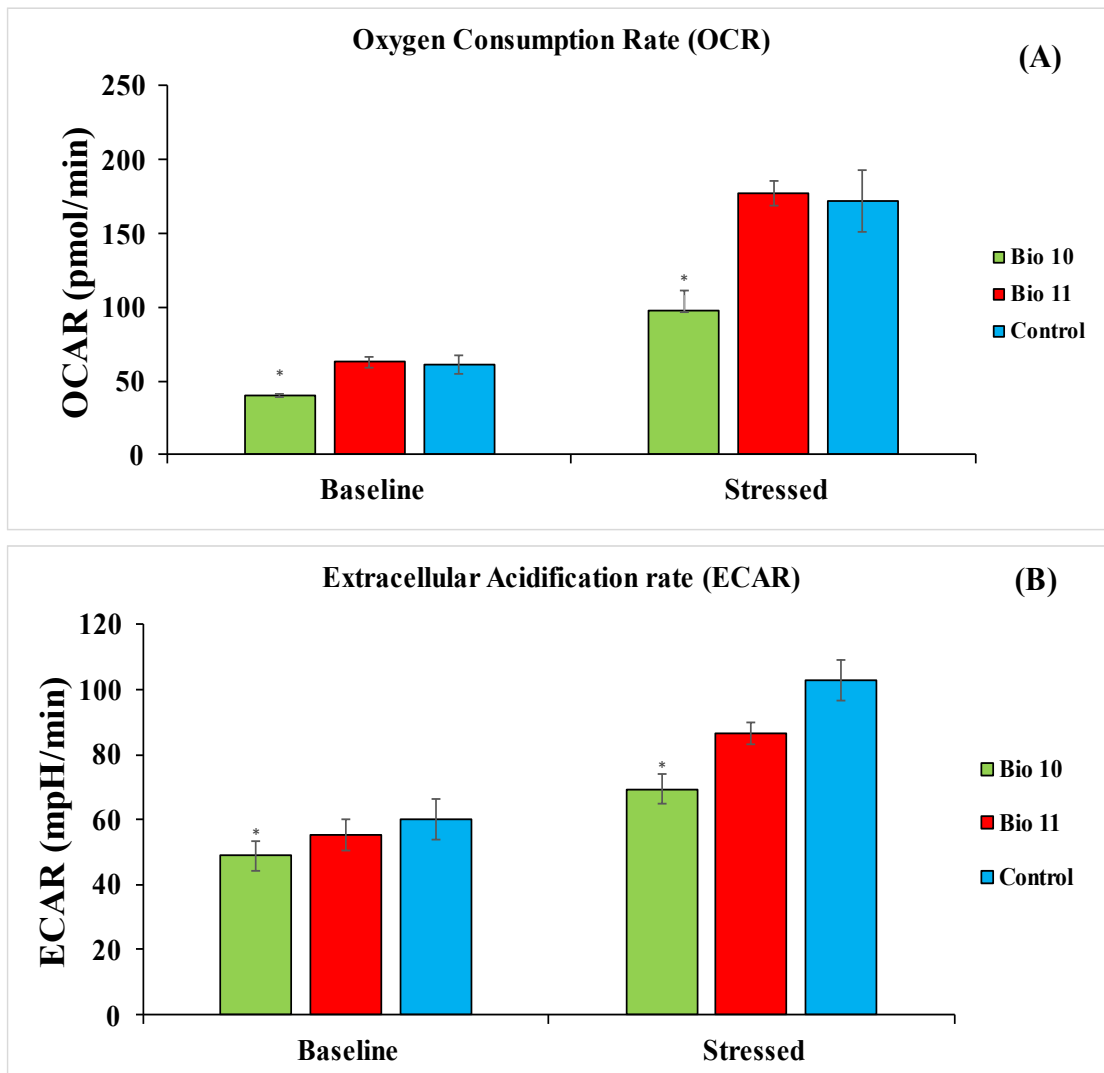 Oxygen Consumption Rate (OCR)
(A)
OCAR (pmol/min)
250
200
150
100
50
0
*
*
Baseline
Stressed
Bio 10
Bio 11
Control
Extracellular Acidification rate (ECAR)
(B)
ECAR (mpH/min)
120
100
80
60
40
20
0
*
*
Baseline
Stressed
Bio 10
Bio 11
Control